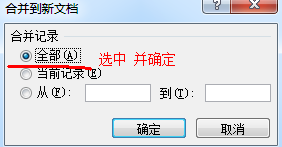 合并到新文档
合并记录
全部(A) 选中 并确定
当前记录(E)
从(F): 到(T):
确定 取消